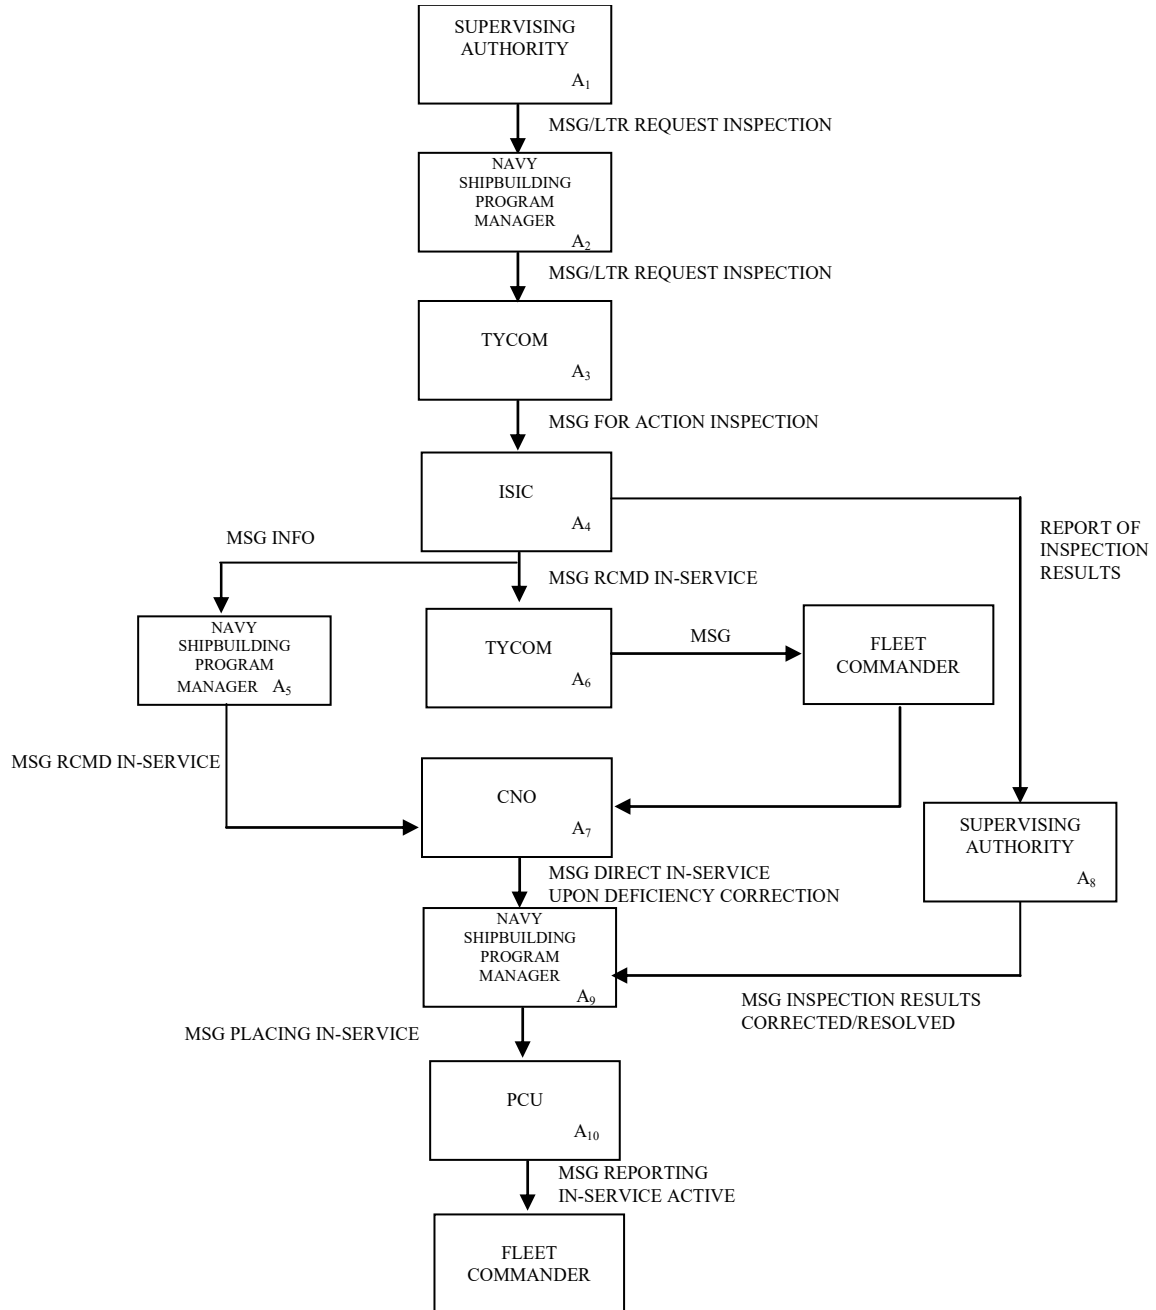 SUPERVISING
AUTHORITY
A₁
MSG/LTR REQUEST INSPECTION
NAVY
SHIPBUILDING
PROGRAM
MANAGER
A₂
MSG/LTR REQUEST INSPECTION
TYCOM
A₃
MSG FOR ACTION INSPECTION
ISIC
A₄
REPORT OF
INSPECTION
RESULTS
MSG INFO
MSG RCMD IN-SERVICE
NAVY
SHIPBUILDING
PROGRAM
MANAGER A₅
TYCOM
A₆
MSG
FLEET
COMMANDER
MSG RCMD IN-SERVICE
CNO
A₇
SUPERVISING
AUTHORITY
A₈
MSG DIRECT IN-SERVICE
UPON DEFICIENCY CORRECTION
NAVY
SHIPBUILDING
PROGRAM
MANAGER
A₉
MSG INSPECTION RESULTS
CORRECTED/RESOLVED
MSG PLACING IN-SERVICE
PCU
A₁₀
MSG REPORTING
IN-SERVICE ACTIVE
FLEET
COMMANDER